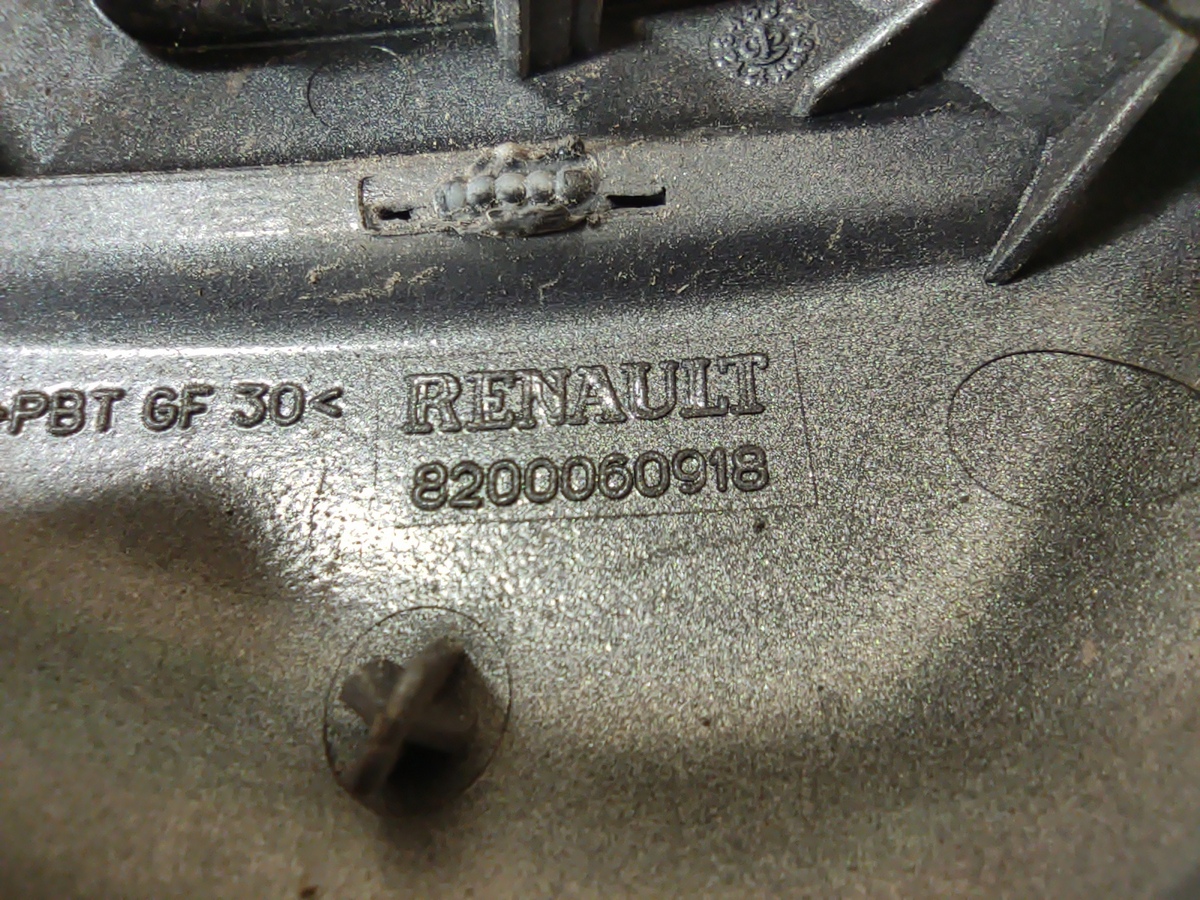 >PBT GF 30<
RENAULT
8200060918